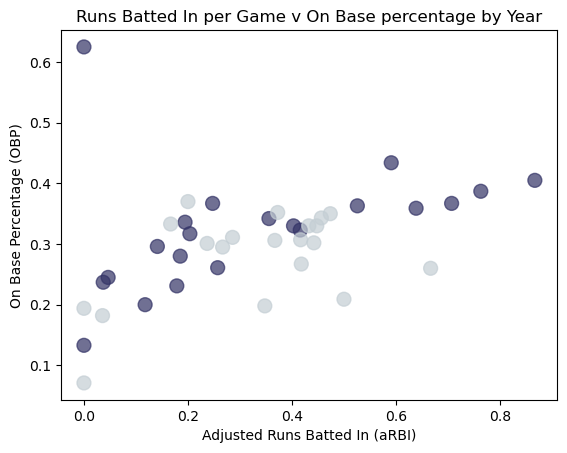 Runs Batted In per Game v On Base percentage by Year
0.6
0.5
0.4
0.3
0.2
0.1
On Base Percentage (OBP)
0.0 0.2 0.4 0.6 0.8
Adjusted Runs Batted In (aRBI)